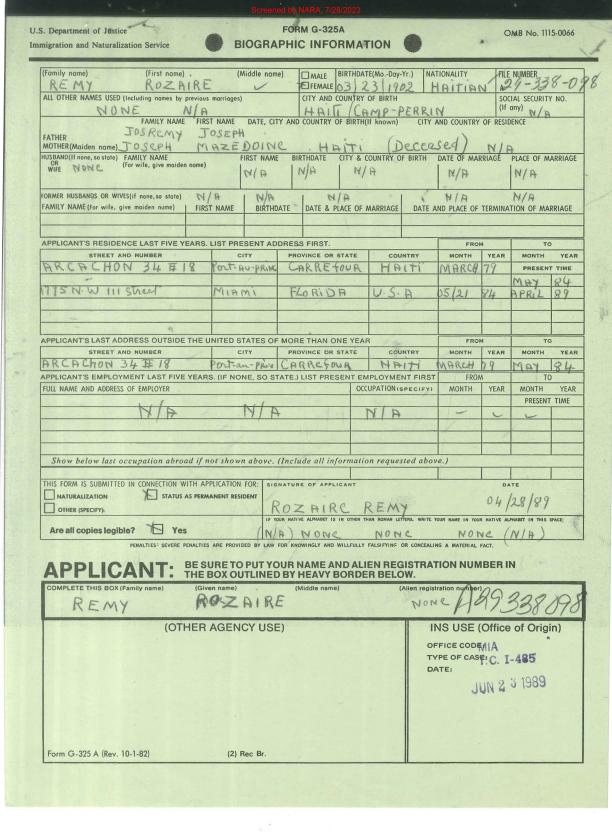 Screened by NARA, 7/28/2023
U.S. Department of Justice
Immigration and Naturalization Service
FORM G-325A
BIOGRAPHIC INFORMATION
OMB No. 1115-0066
(Family name) (First name) (Middle name) MALE FEMALE BIRTHDATE(Mo.-Day-Yr.) NATIONALITY FILE NUMBER
REMY ROZAIRE 03/23/1902 HAITIAN A29-338-098
ALL OTHER NAMES USED (Including names by previous marriages) CITY AND COUNTRY OF BIRTH SOCIAL SECURITY NO. (If any)
NONE N/A HAITI/CAMP-PERRIN N/A
FAMILY NAME FIRST NAME DATE, CITY AND COUNTRY OF BIRTH(If known) CITY AND COUNTRY OF RESIDENCE
FATHER JOSREMY JOSEPH
MOTHER(Maiden name) JOSEPH MAZEDOINE HAITI (Deceased) N/A
HUSBAND(If none, so state) OR WIFE FAMILY NAME (For wife, give maiden name) FIRST NAME BIRTHDATE CITY & COUNTRY OF BIRTH DATE OF MARRIAGE PLACE OF MARRIAGE
NONE N/A N/A N/A N/A N/A
FORMER HUSBANDS OR WIVES(if none, so state) N/A N/A N/A N/A N/A
FAMILY NAME (For wife, give maiden name) FIRST NAME BIRTHDATE DATE & PLACE OF MARRIAGE DATE AND PLACE OF TERMINATION OF MARRIAGE
APPLICANT'S RESIDENCE LAST FIVE YEARS. LIST PRESENT ADDRESS FIRST. FROM TO
STREET AND NUMBER CITY PROVINCE OR STATE COUNTRY MONTH YEAR MONTH YEAR
ARCACHON 34 #18 Port-au-Prince CARREFOUR HAITI MARCH 79 PRESENT TIME
MAY 84
1775 N.W 111 Street MIAMI FLORIDA U.S.A 05/21 84 APRIL 89
APPLICANT'S LAST ADDRESS OUTSIDE THE UNITED STATES OF MORE THAN ONE YEAR FROM TO
STREET AND NUMBER CITY PROVINCE OR STATE COUNTRY MONTH YEAR MONTH YEAR
ARCACHON 34 #18 Port-au-Prince CARREFOUR HAITI MARCH 79 MAY 84
APPLICANT'S EMPLOYMENT LAST FIVE YEARS. (IF NONE, SO STATE.) LIST PRESENT EMPLOYMENT FIRST FROM TO
FULL NAME AND ADDRESS OF EMPLOYER OCCUPATION(SPECIFY) MONTH YEAR MONTH YEAR
PRESENT TIME
N/A N/A N/A –
Show below last occupation abroad if not shown above. (Include all information requested above.)
THIS FORM IS SUBMITTED IN CONNECTION WITH APPLICATION FOR: SIGNATURE OF APPLICANT DATE
NATURALIZATION X STATUS AS PERMANENT RESIDENT
OTHER (SPECIFY):
ROZAIRE REMY 04/28/89
IF YOUR NATIVE ALPHABET IS IN OTHER THAN ROMAN LETTERS, WRITE YOUR NAME IN YOUR NATIVE ALPHABET IN THIS SPACE:
Are all copies legible? X Yes
(N/A) NONE NONE NONE (N/A)
PENALTIES: SEVERE PENALTIES ARE PROVIDED BY LAW FOR KNOWINGLY AND WILLFULLY FALSIFYING OR CONCEALING A MATERIAL FACT.
APPLICANT: BE SURE TO PUT YOUR NAME AND ALIEN REGISTRATION NUMBER IN
THE BOX OUTLINED BY HEAVY BORDER BELOW.
COMPLETE THIS BOX (Family name) (Given name) (Middle name) (Alien registration number)
REMY ROZAIRE NONE A29338098
(OTHER AGENCY USE)
INS USE (Office of Origin)
OFFICE CODE: MIA
TYPE OF CASE: I-485
DATE:
JUN 1989
Form G-325 A (Rev. 10-1-82) (2) Rec Br.